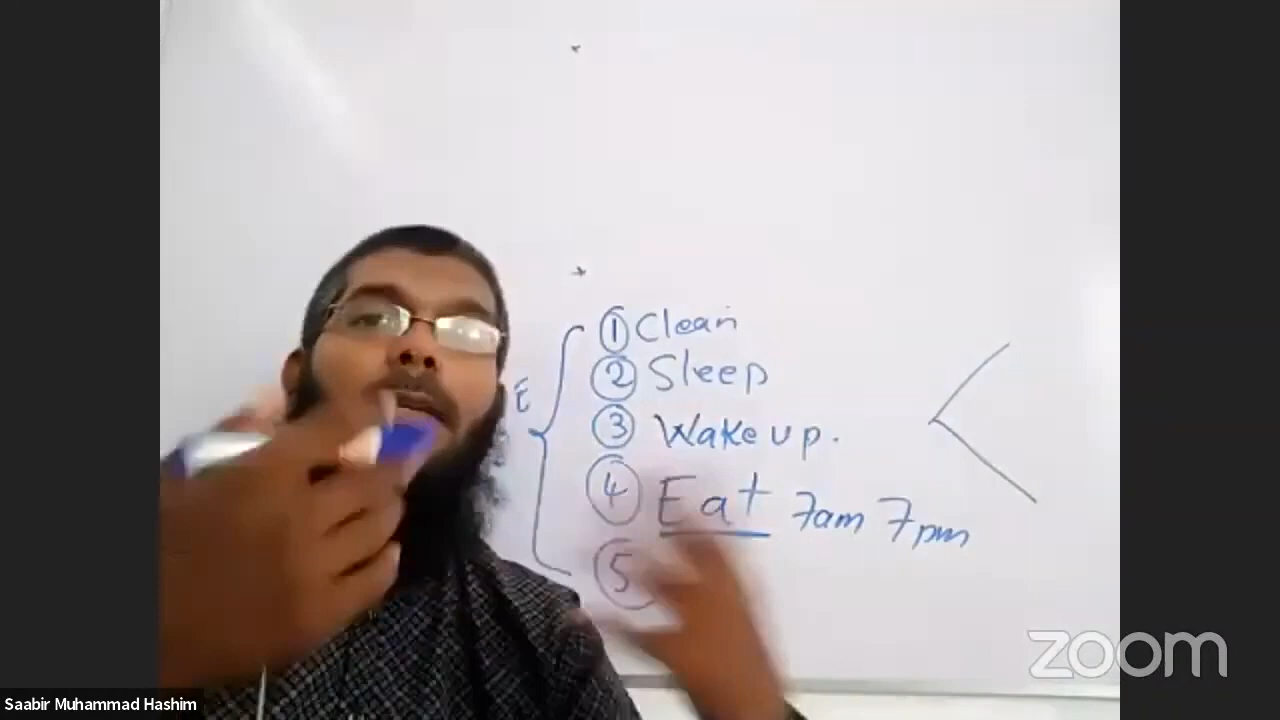 ① Clean
② Sleep
E
③ Wake up.
④ Eat 7am 7pm
⑤
zoom
Saabir Muhammad Hashim